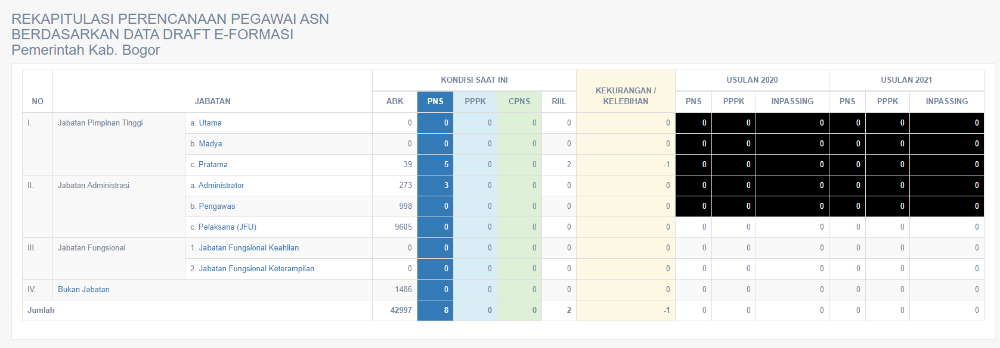 REKAPITULASI PERENCANAAN PEGAWAI ASN
BERDASARKAN DATA DRAFT E-FORMASI
Pemerintah Kab. Bogor
NO JABATAN KONDISI SAAT INI KEKURANGAN / KELEBIHAN USULAN 2020 USULAN 2021
ABK PNS PPPK CPNS RIIL PNS PPPK INPASSING PNS PPPK INPASSING
I. Jabatan Pimpinan Tinggi a. Utama 0 0 0 0 0 0 0 0 0 0 0 0
b. Madya 0 0 0 0 0 0 0 0 0 0 0 0
c. Pratama 39 5 0 0 2 -1 0 0 0 0 0 0
II. Jabatan Administrasi a. Administrator 273 3 0 0 0 0 0 0 0 0 0 0
b. Pengawas 998 0 0 0 0 0 0 0 0 0 0 0
c. Pelaksana (JFU) 9605 0 0 0 0 0 0 0 0 0 0 0
III. Jabatan Fungsional 1. Jabatan Fungsional Keahlian 0 0 0 0 0 0 0 0 0 0 0 0
2. Jabatan Fungsional Keterampilan 0 0 0 0 0 0 0 0 0 0 0 0
IV. Bukan Jabatan 1486 0 0 0 0 0 0 0 0 0 0 0
Jumlah 42997 8 0 0 2 -1 0 0 0 0 0 0